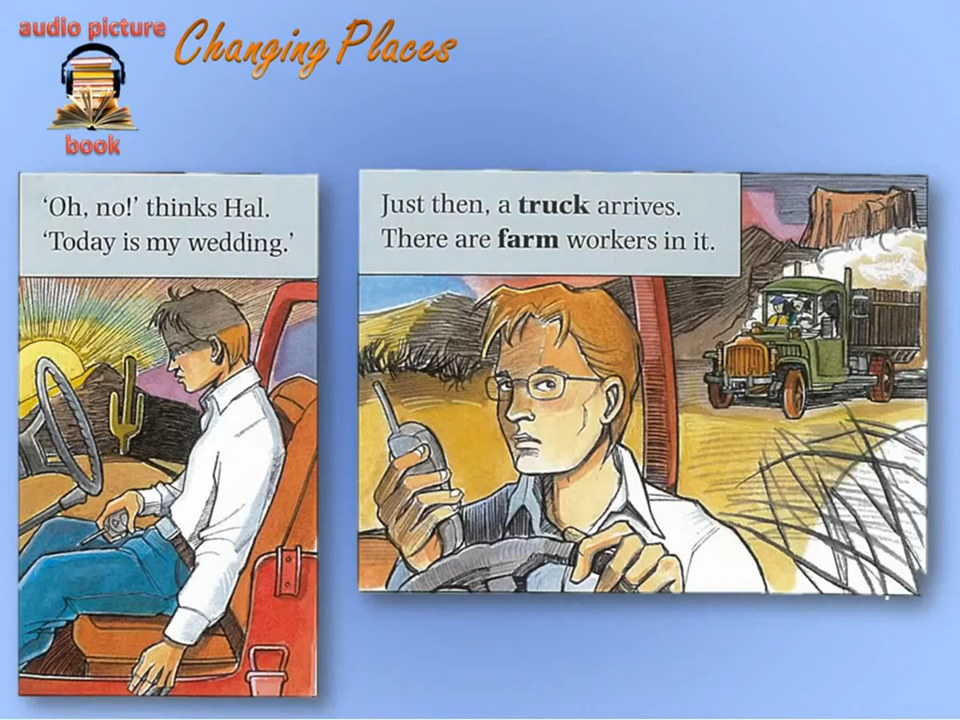 audio picture
book
Changing Places
‘Oh, no!’ thinks Hal.
‘Today is my wedding.’
Just then, a truck arrives.
There are farm workers in it.